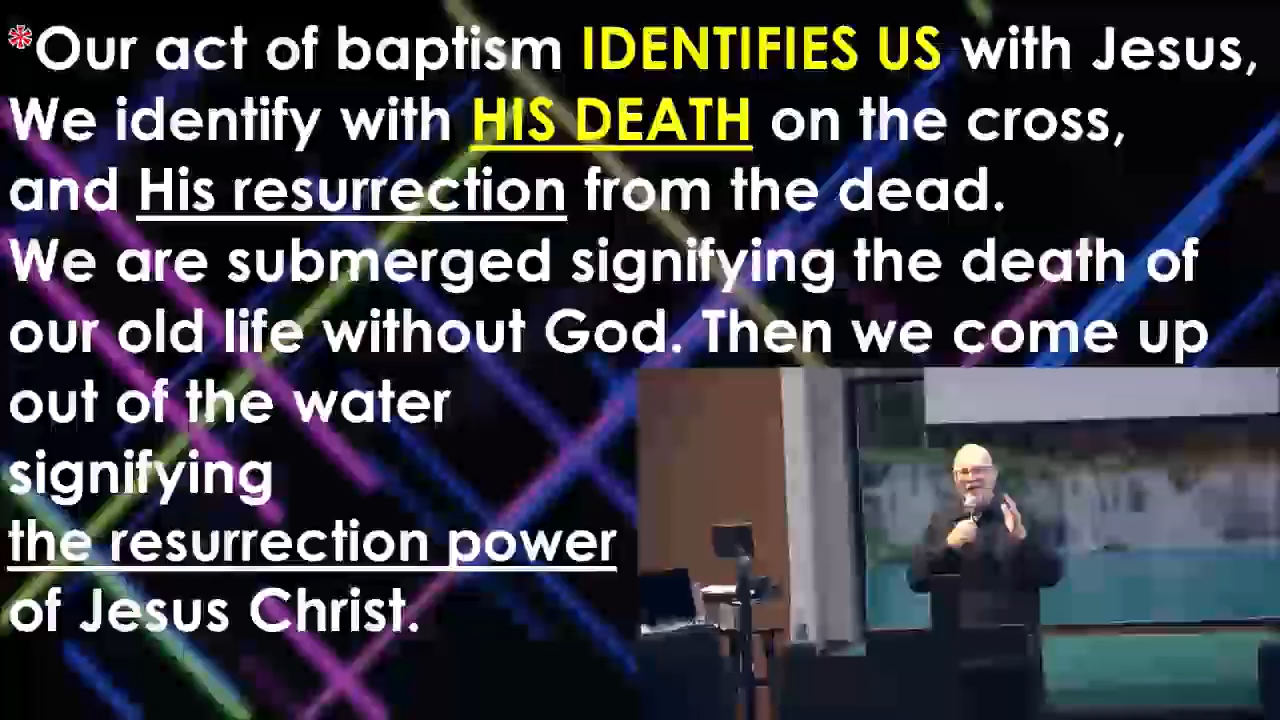 *Our act of baptism IDENTIFIES US with Jesus,
We identify with HIS DEATH on the cross,
and His resurrection from the dead.
We are submerged signifying the death of
our old life without God. Then we come up
out of the water
signifying
the resurrection power
of Jesus Christ.